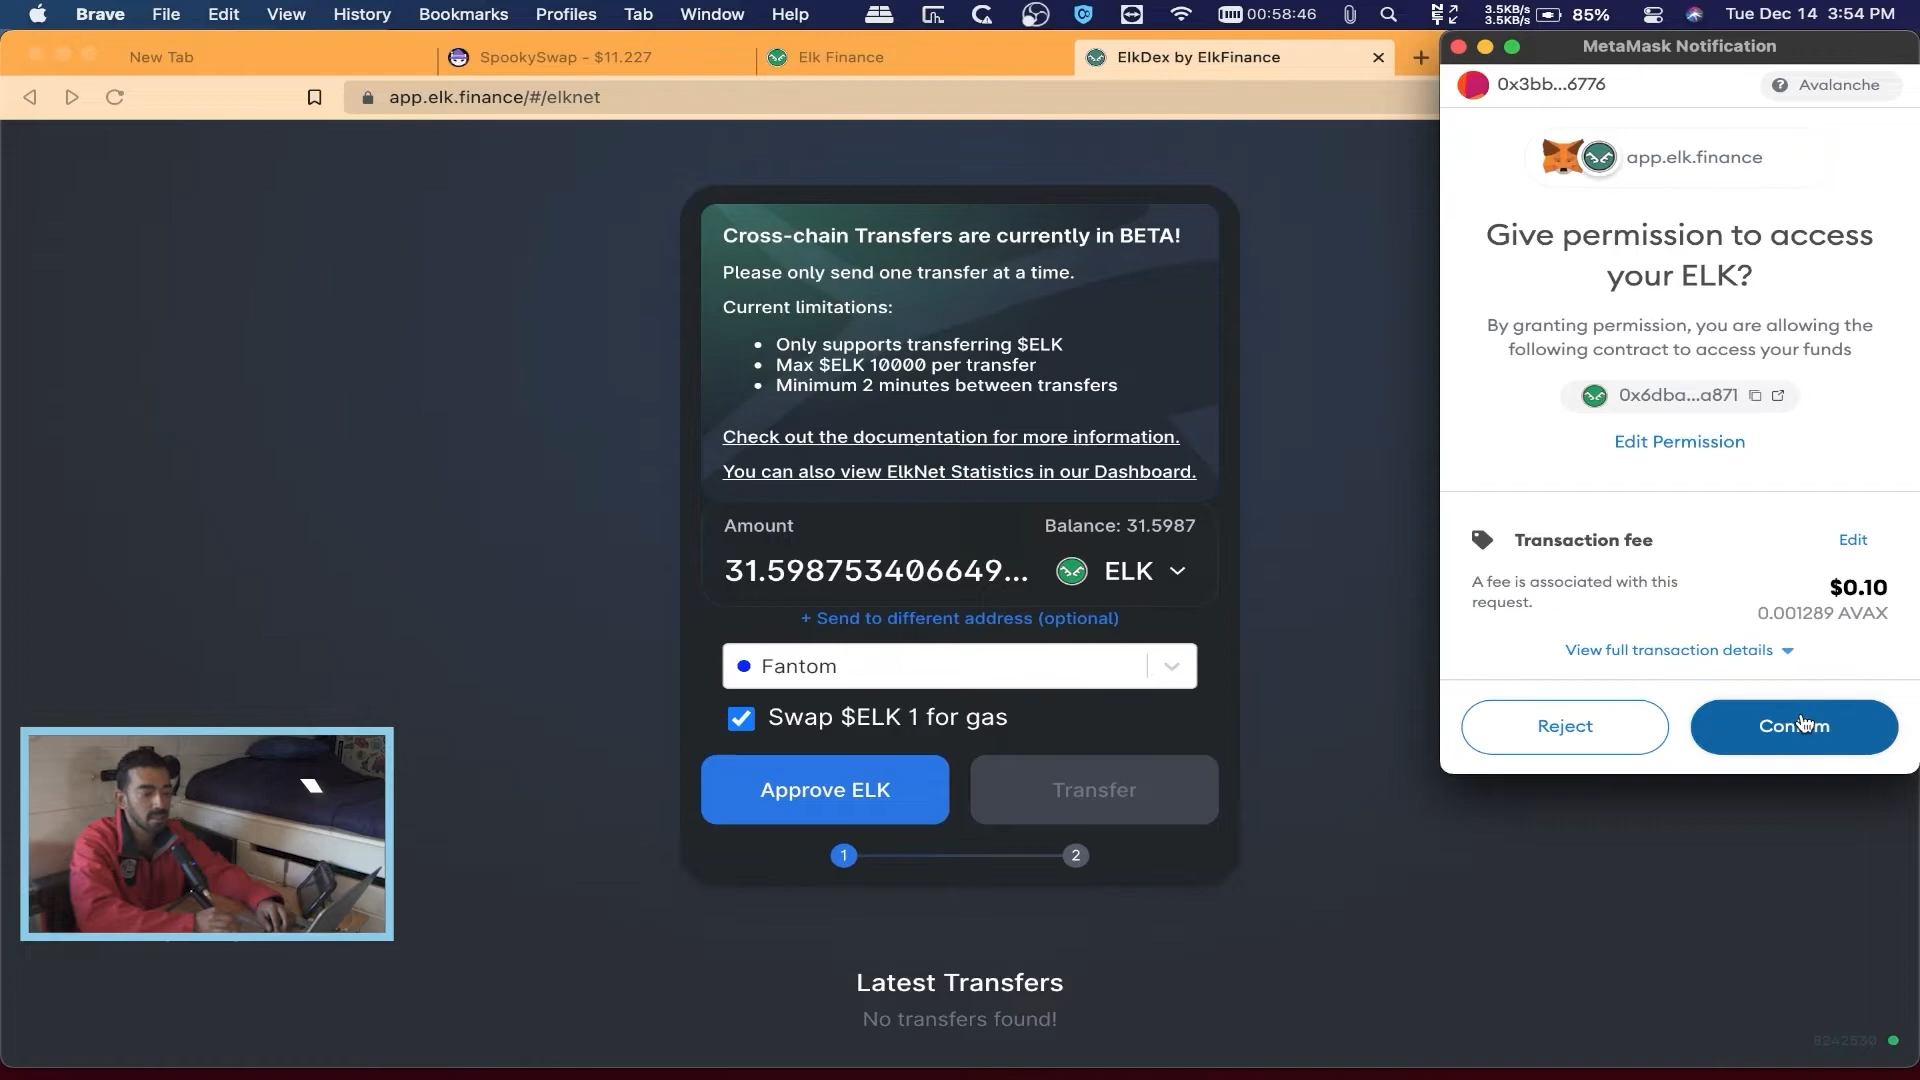 Brave File Edit View History Bookmarks Profiles Tab Window Help 00:58:46 3.5KB/s 3.5KB/s 85% Tue Dec 14 3:54 PM
New Tab SpookySwap - $11.227 Elk Finance ElkDex by ElkFinance
app.elk.finance/#/elknet
Cross-chain Transfers are currently in BETA!
Please only send one transfer at a time.
Current limitations:
• Only supports transferring $ELK
• Max $ELK 10000 per transfer
• Minimum 2 minutes between transfers
Check out the documentation for more information.
You can also view ElkNet Statistics in our Dashboard.
Amount Balance: 31.5987
31.598753406649... ELK
+ Send to different address (optional)
Fantom
Swap $ELK 1 for gas
Approve ELK Transfer
1 2
Latest Transfers
No transfers found!
8242530
MetaMask Notification
0x3bb...6776 Avalanche
app.elk.finance
Give permission to access
your ELK?
By granting permission, you are allowing the
following contract to access your funds
0x6dba...a871
Edit Permission
Transaction fee Edit
A fee is associated with this
request.
$0.10
0.001289 AVAX
View full transaction details
Reject Confirm